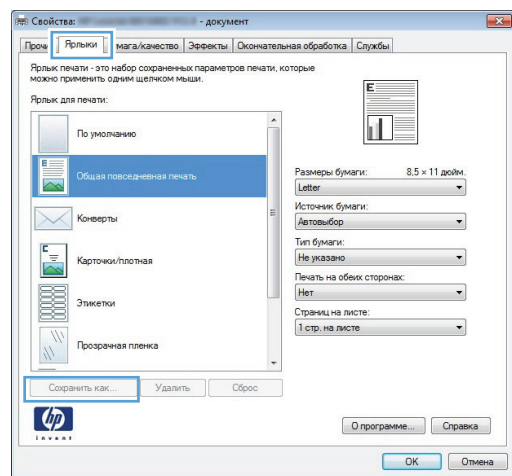 Свойства: - документ
Ярлыки
мага/качество
Эффекты
Окончательная обработка
Службы
Ярлык печати - это набор сохраненных параметров печати, которые
можно применить одним щелчком мыши.
Ярлык для печати:
По умолчанию
Общая повседневная печать
Конверты
Карточки/плотная
Этикетки
Прозрачная пленка
Сохранить как...
Удалить
Сброс
E
Размеры бумаги: 8,5 × 11 дюйм.
Letter
Источник бумаги:
Автовыбор
Тип бумаги:
Не указано
Печать на обеих сторонах:
Нет
Страниц на листе:
1 стр. на листе
hp
invent
О программе...
Справка
OK
Отмена